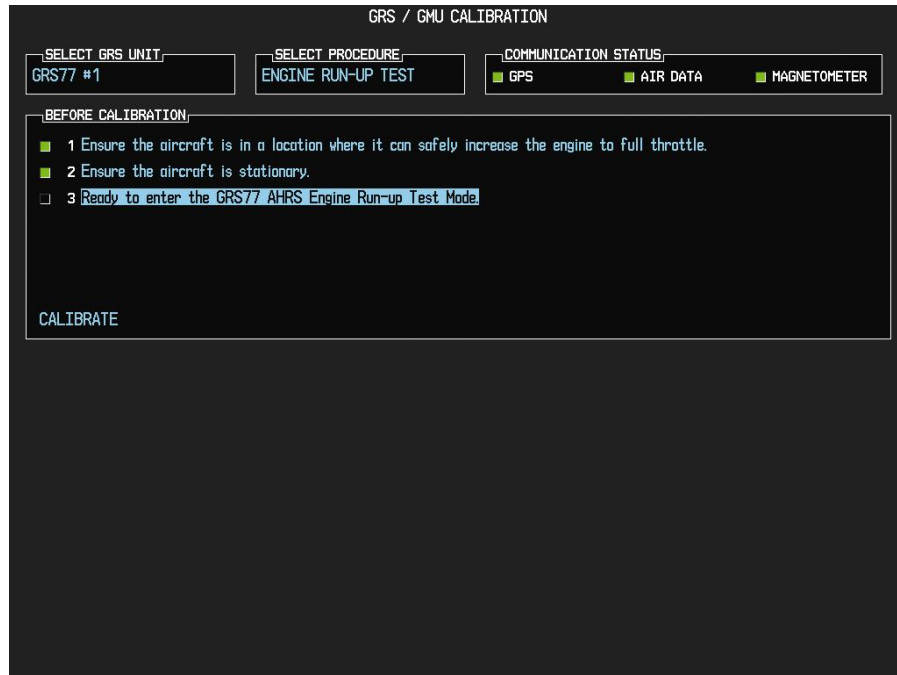 GRS / GMU CALIBRATION
SELECT GRS UNIT
GRS77 #1
SELECT PROCEDURE
ENGINE RUN-UP TEST
COMMUNICATION STATUS
GPS AIR DATA MAGNETOMETER
BEFORE CALIBRATION
1 Ensure the aircraft is in a location where it can safely increase the engine to full throttle.
2 Ensure the aircraft is stationary.
3 Ready to enter the GRS77 AHRS Engine Run-up Test Mode.
CALIBRATE